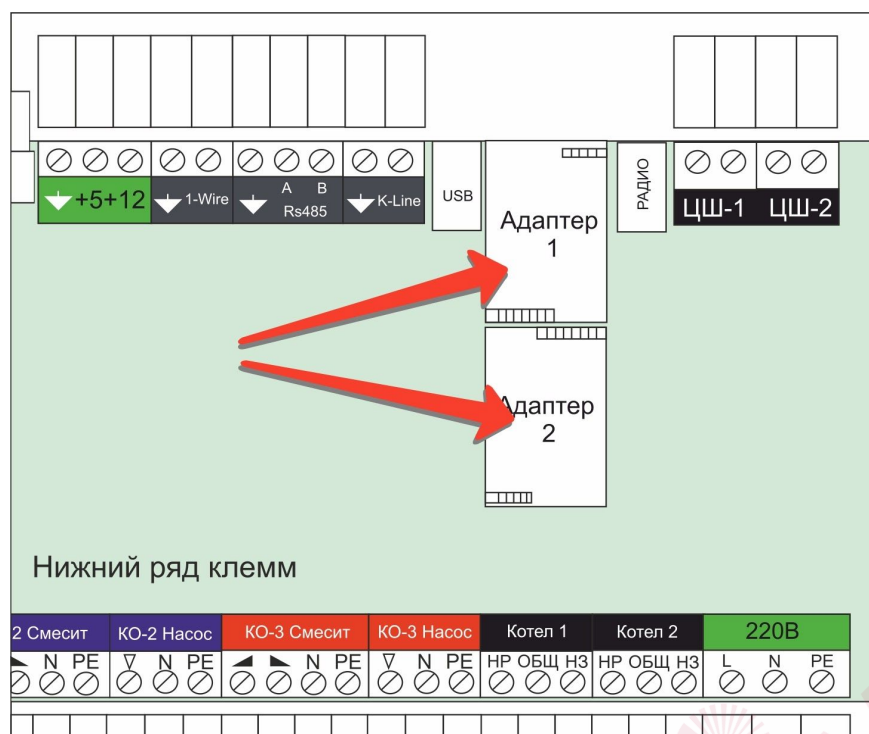 +5+12 1-Wire A B Rs485 K-Line USB РАДИО ЦШ-1 ЦШ-2
Адаптер
1
Адаптер
2
Нижний ряд клемм
2 Смесит КО-2 Насос КО-3 Смесит КО-3 Насос Котел 1 Котел 2 220В
N PE N PE N PE N PE НР ОБЩ НЗ НР ОБЩ НЗ L N PE